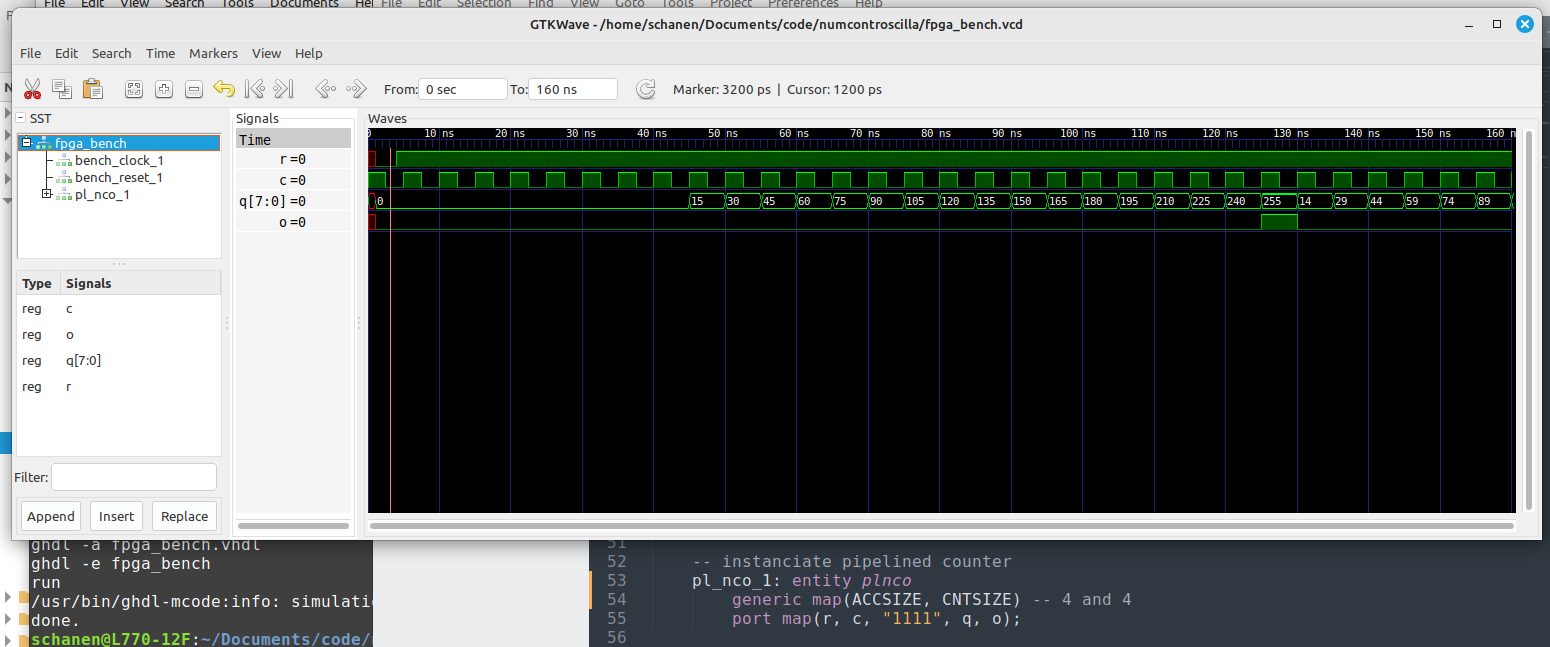 File Edit View Search Tools Documents File Edit Selection Find View Goto Tools Project Preferences Help
GTKWave - /home/schanen/Documents/code/numcontroscilla/fpga_bench.vcd
File Edit Search Time Markers View Help
From: 0 sec To: 160 ns Marker: 3200 ps | Cursor: 1200 ps
SST
fpga_bench
bench_clock_1
bench_reset_1
pl_nco_1
Type Signals
reg c
reg o
reg q[7:0]
reg r
Filter:
Append Insert Replace
Signals
Time
r =0
c =0
q[7:0] =0
o =0
Waves
0 10 ns 20 ns 30 ns 40 ns 50 ns 60 ns 70 ns 80 ns 90 ns 100 ns 110 ns 120 ns 130 ns 140 ns 150 ns 160 n
0 15 30 45 60 75 90 105 120 135 150 165 180 195 210 225 240 255 14 29 44 59 74 89
ghdl -a fpga_bench.vhdl
ghdl -e fpga_bench
run
/usr/bin/ghdl-mcode:info: simulatio
done.
schanen@L770-12F:~/Documents/code/
51
52 -- instanciate pipelined counter
53 pl_nco_1: entity plnco
54 generic map(ACCSIZE, CNTSIZE) -- 4 and 4
55 port map(r, c, "1111", q, o);
56